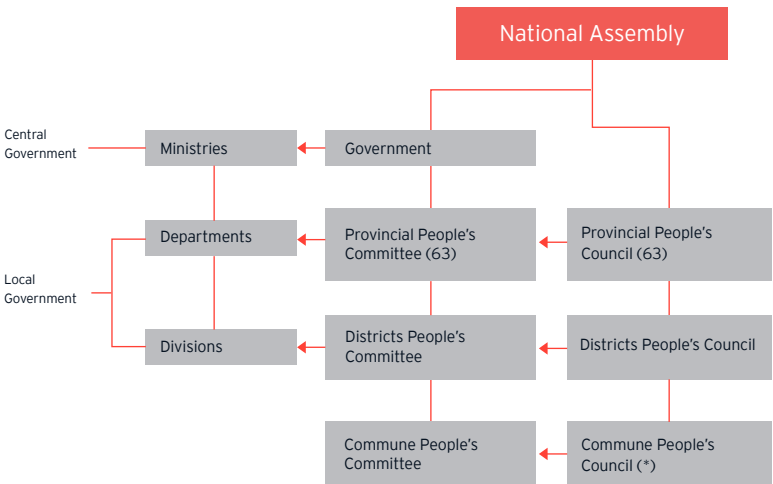 National Assembly
Central
Government
Ministries
Government
Departments
Provincial People’s
Committee (63)
Provincial People’s
Council (63)
Local
Government
Divisions
Districts People’s
Committee
Districts People’s Council
Commune People’s
Committee
Commune People’s
Council (*)